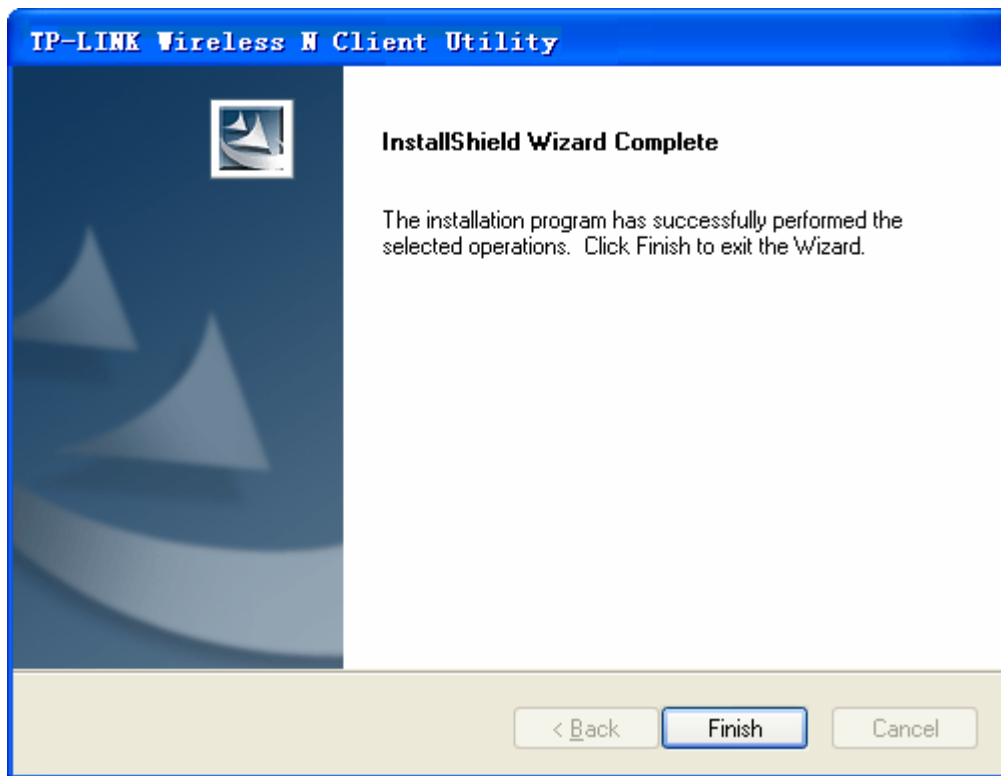 TP-LINK Wireless N Client Utility
InstallShield Wizard Complete
The installation program has successfully performed the
selected operations.  Click Finish to exit the Wizard.
< Back
Finish
Cancel